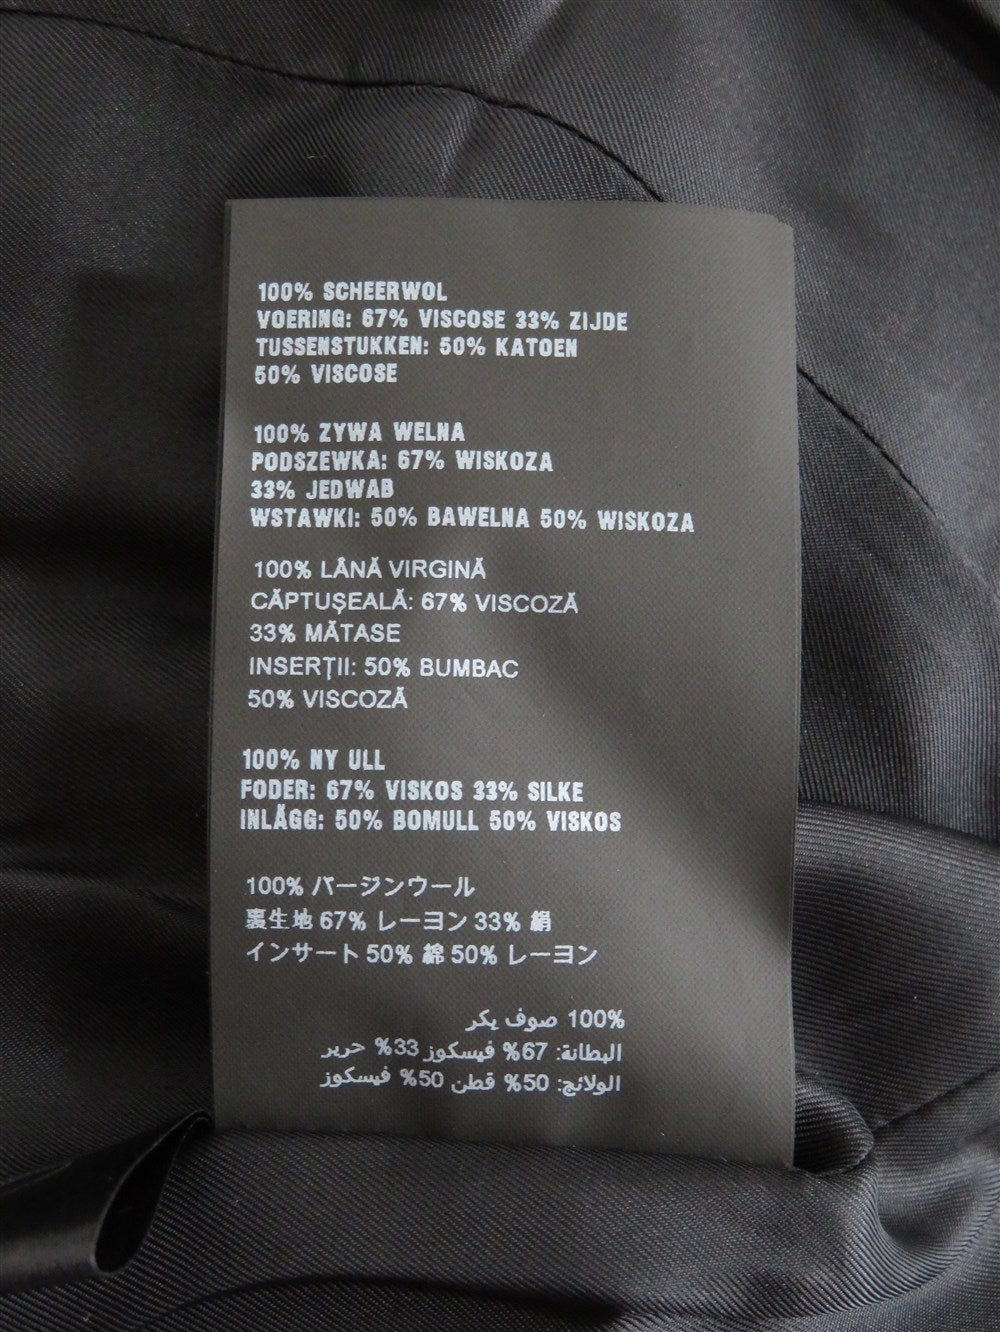 100% SCHEERWOL
VOERING: 67% VISCOSE 33% ZIJDE
TUSSENSTUKKEN: 50% KATOEN
50% VISCOSE
100% ZYWA WELNA
PODSZEWKA: 67% WISKOZA
33% JEDWAB
WSTAWKI: 50% BAWELNA 50% WISKOZA
100% LÂNĂ VIRGINĂ
CĂPTUȘEALĂ: 67% VISCOZĂ
33% MĂTASE
INSERȚII: 50% BUMBAC
50% VISCOZĂ
100% NY ULL
FODER: 67% VISKOS 33% SILKE
INLÄGG: 50% BOMULL 50% VISKOS
100% バージンウール
裏生地 67% レーヨン 33% 絹
インサート 50% 綿 50% レーヨン
100% صوف بكر
البطانة: 67% فيسكوز 33% حرير
الولائج: 50% قطن 50% فيسكوز